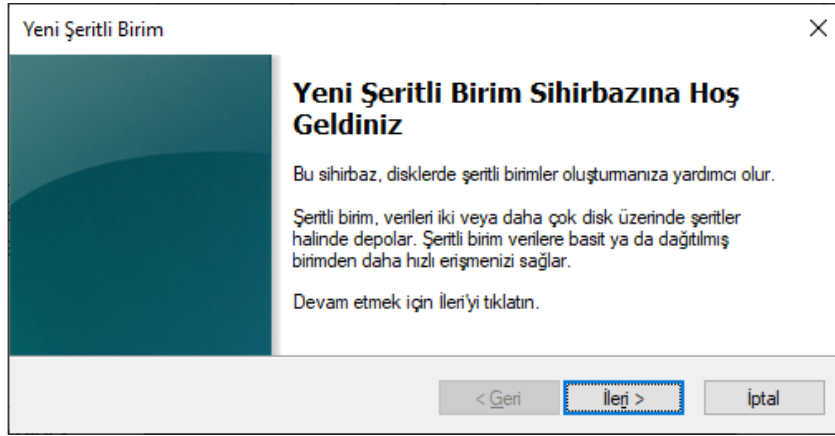 Yeni Şeritli Birim
Yeni Şeritli Birim Sihirbazına Hoş
Geldiniz
Bu sihirbaz, disklerde şeritli birimler oluşturmanıza yardımcı olur.
Şeritli birim, verileri iki veya daha çok disk üzerinde şeritler
halinde depolar. Şeritli birim verilere basit ya da dağıtılmış
birimden daha hızlı erişmenizi sağlar.
Devam etmek için İleri'yi tıklatın.
< Geri İleri > İptal